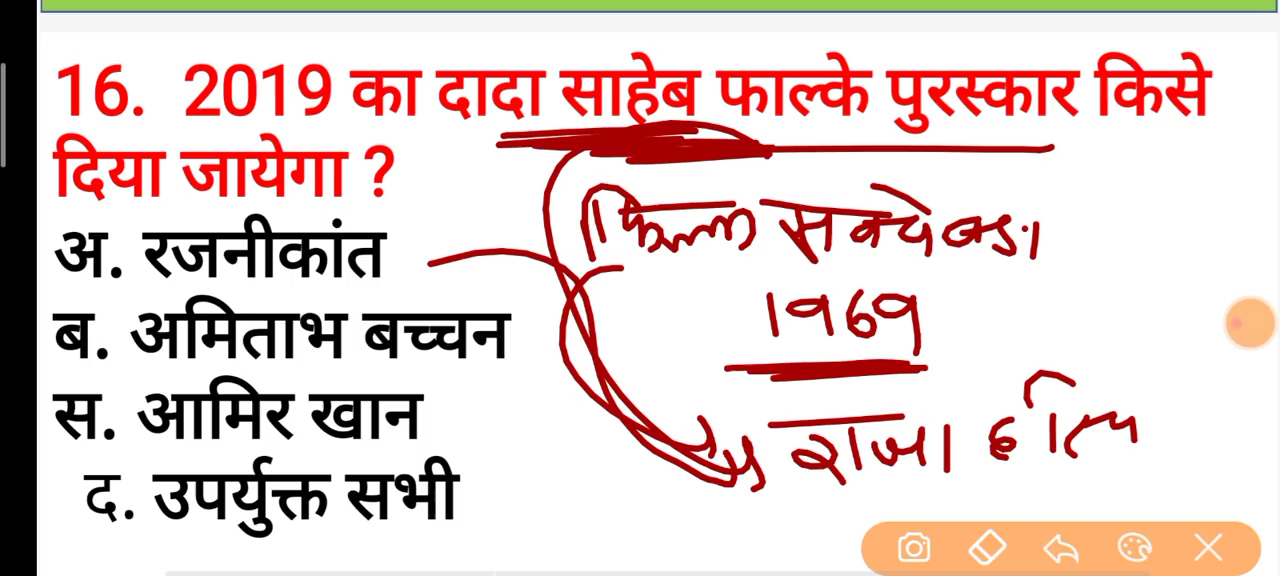 16. 2019 का दादा साहेब फाल्के पुरस्कार किसे
दिया जायेगा ?
अ. रजनीकांत
ब. अमिताभ बच्चन
स. आमिर खान
द. उपर्युक्त सभी
1969
राजा